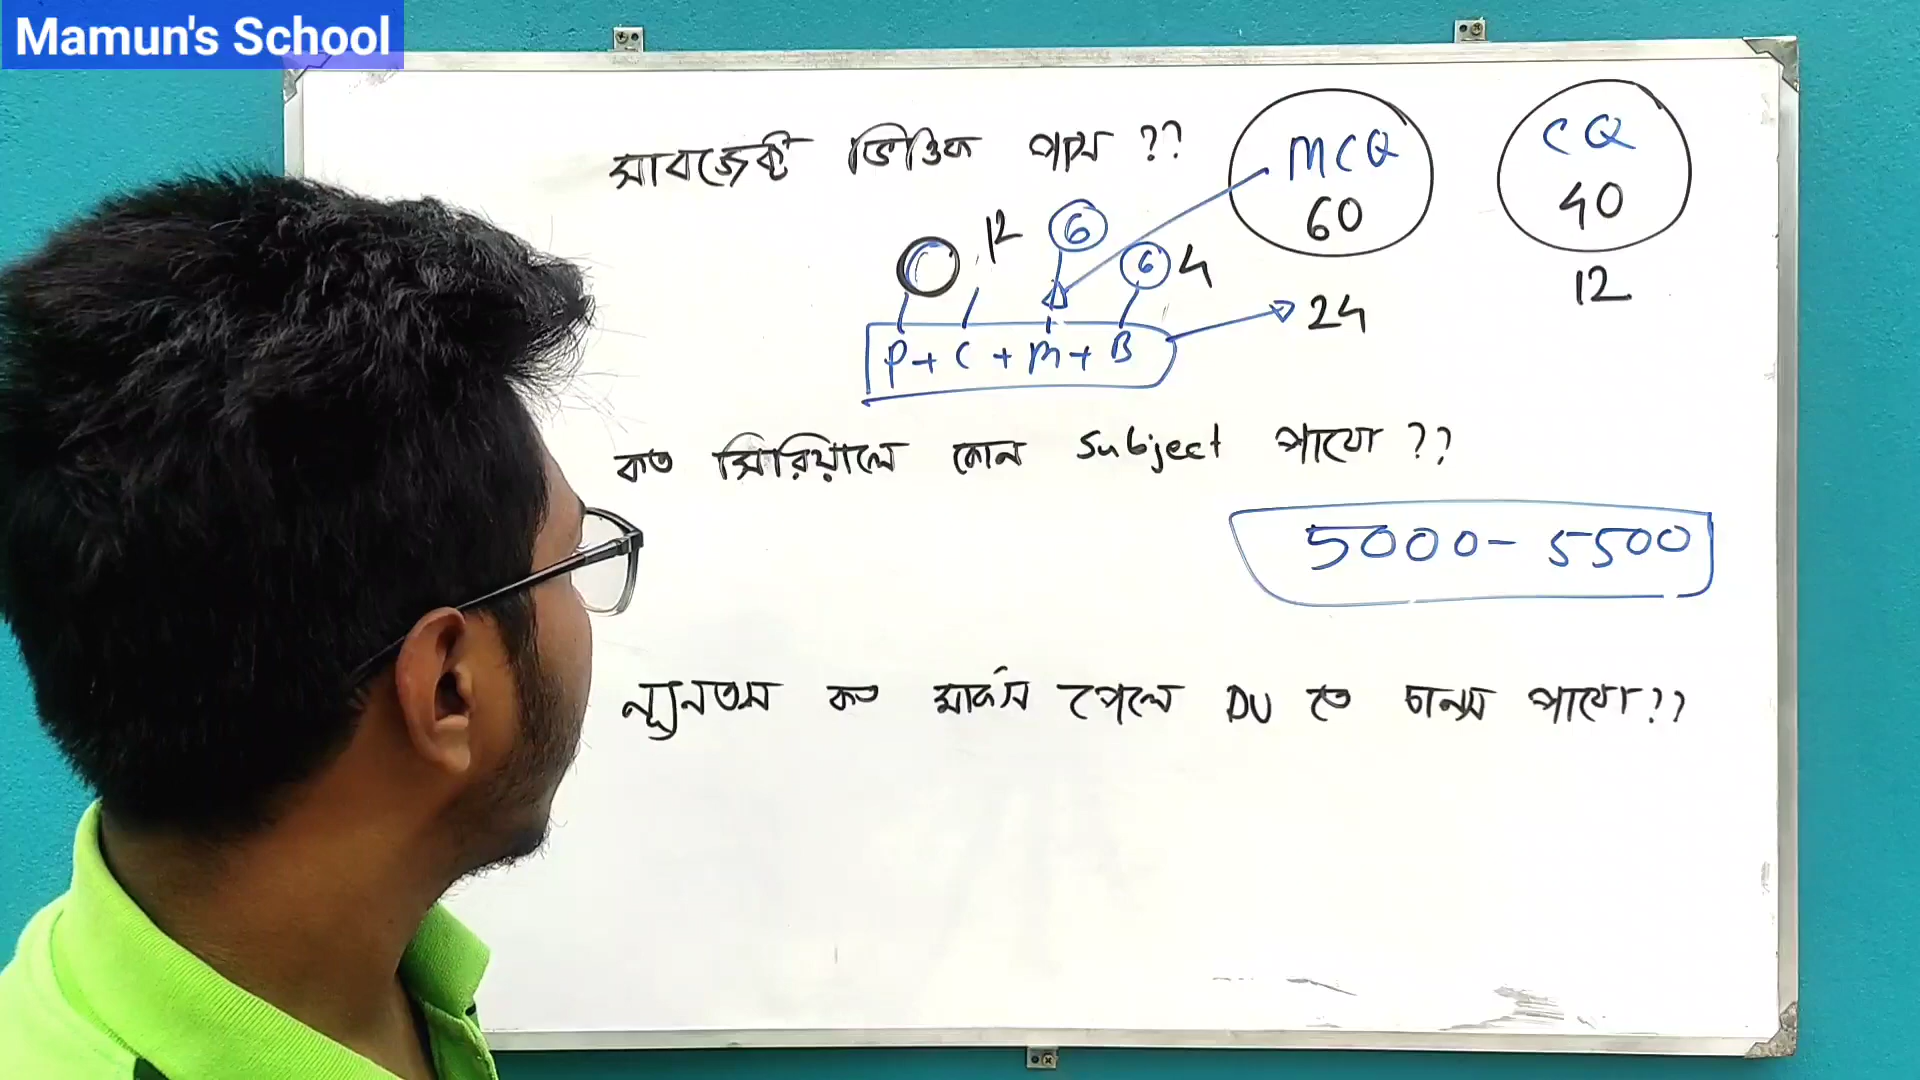 Mamun's School
সাবজেক্ট ভিত্তিক পাস ??
MCQ
60
CQ
40
12
12
6
6 4
24
P + C + M + B
কত সিরিয়ালে কোন Subject পাবো ??
5000 - 5500
ন্যূনতম কত মার্কস পেলে DU তে চান্স পাবো ??